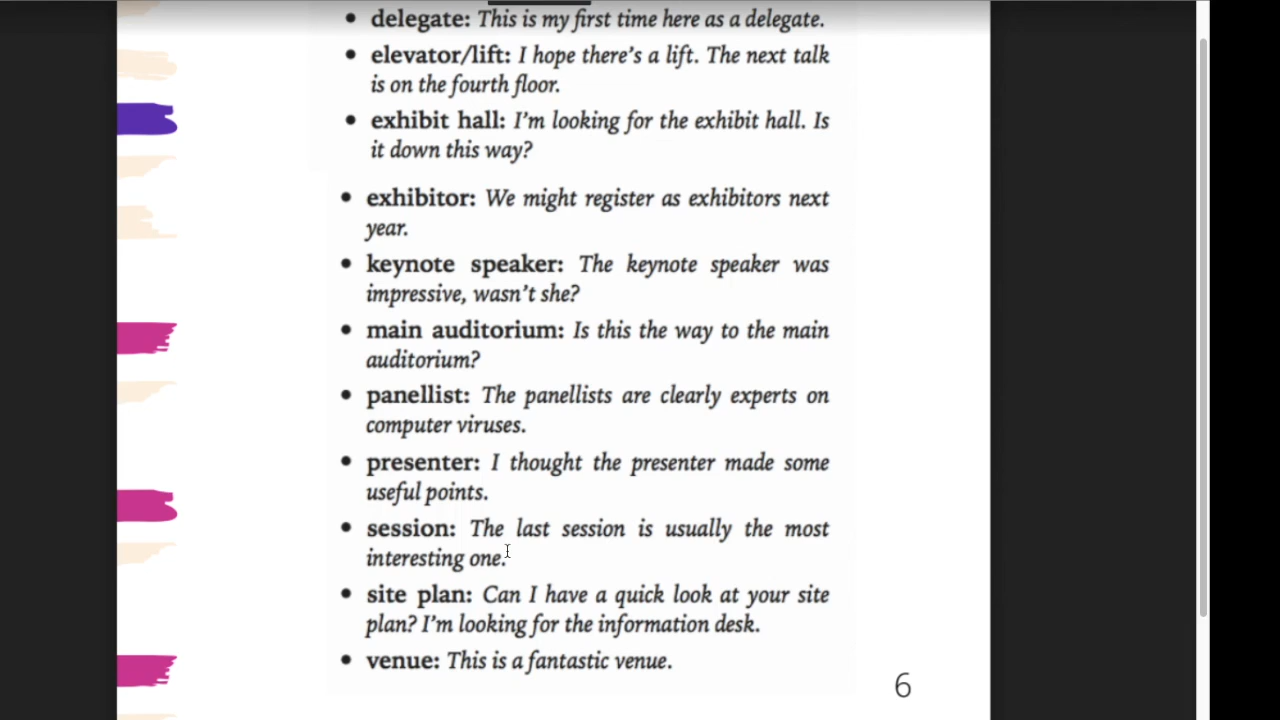 • delegate: This is my first time here as a delegate.
• elevator/lift: I hope there's a lift. The next talk
is on the fourth floor.
• exhibit hall: I'm looking for the exhibit hall. Is
it down this way?
• exhibitor: We might register as exhibitors next
year.
• keynote speaker: The keynote speaker was
impressive, wasn't she?
• main auditorium: Is this the way to the main
auditorium?
• panellist: The panellists are clearly experts on
computer viruses.
• presenter: I thought the presenter made some
useful points.
• session: The last session is usually the most
interesting one.
• site plan: Can I have a quick look at your site
plan? I'm looking for the information desk.
• venue: This is a fantastic venue.
6